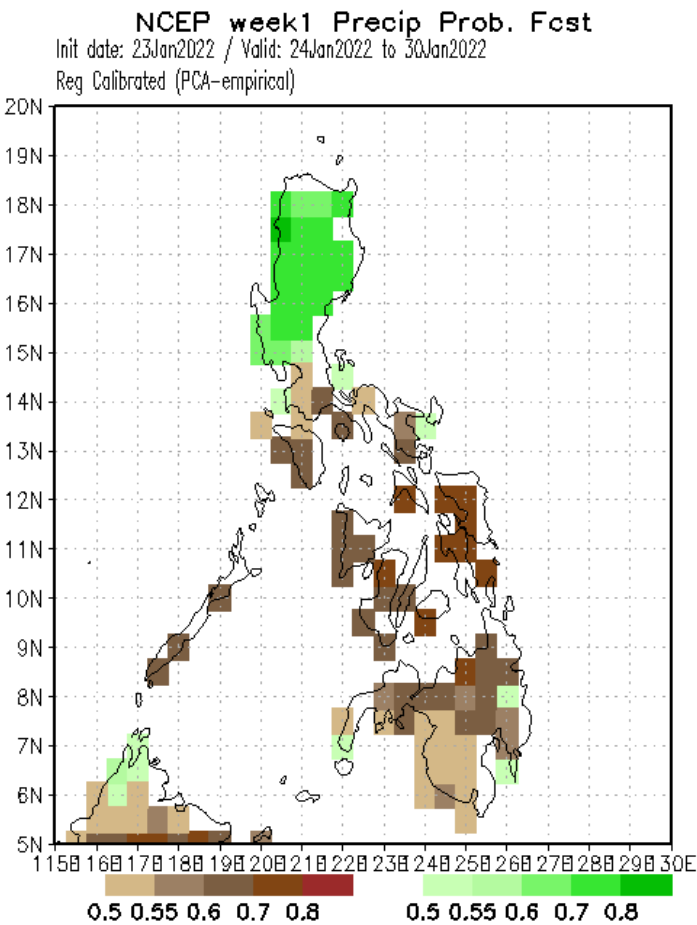 NCEP week1 Precip Prob. Fcst
Init date: 23Jan2022 / Valid: 24Jan2022 to 30Jan2022
Reg Calibrated (PCA-empirical)
20N
19N
18N
17N
16N
15N
14N
13N
12N
11N
10N
9N
8N
7N
6N
5N
115E 116E 117E 118E 119E 120E 121E 122E 123E 124E 125E 126E 127E 128E 129E 130E
0.5 0.55 0.6 0.7 0.8 0.5 0.55 0.6 0.7 0.8